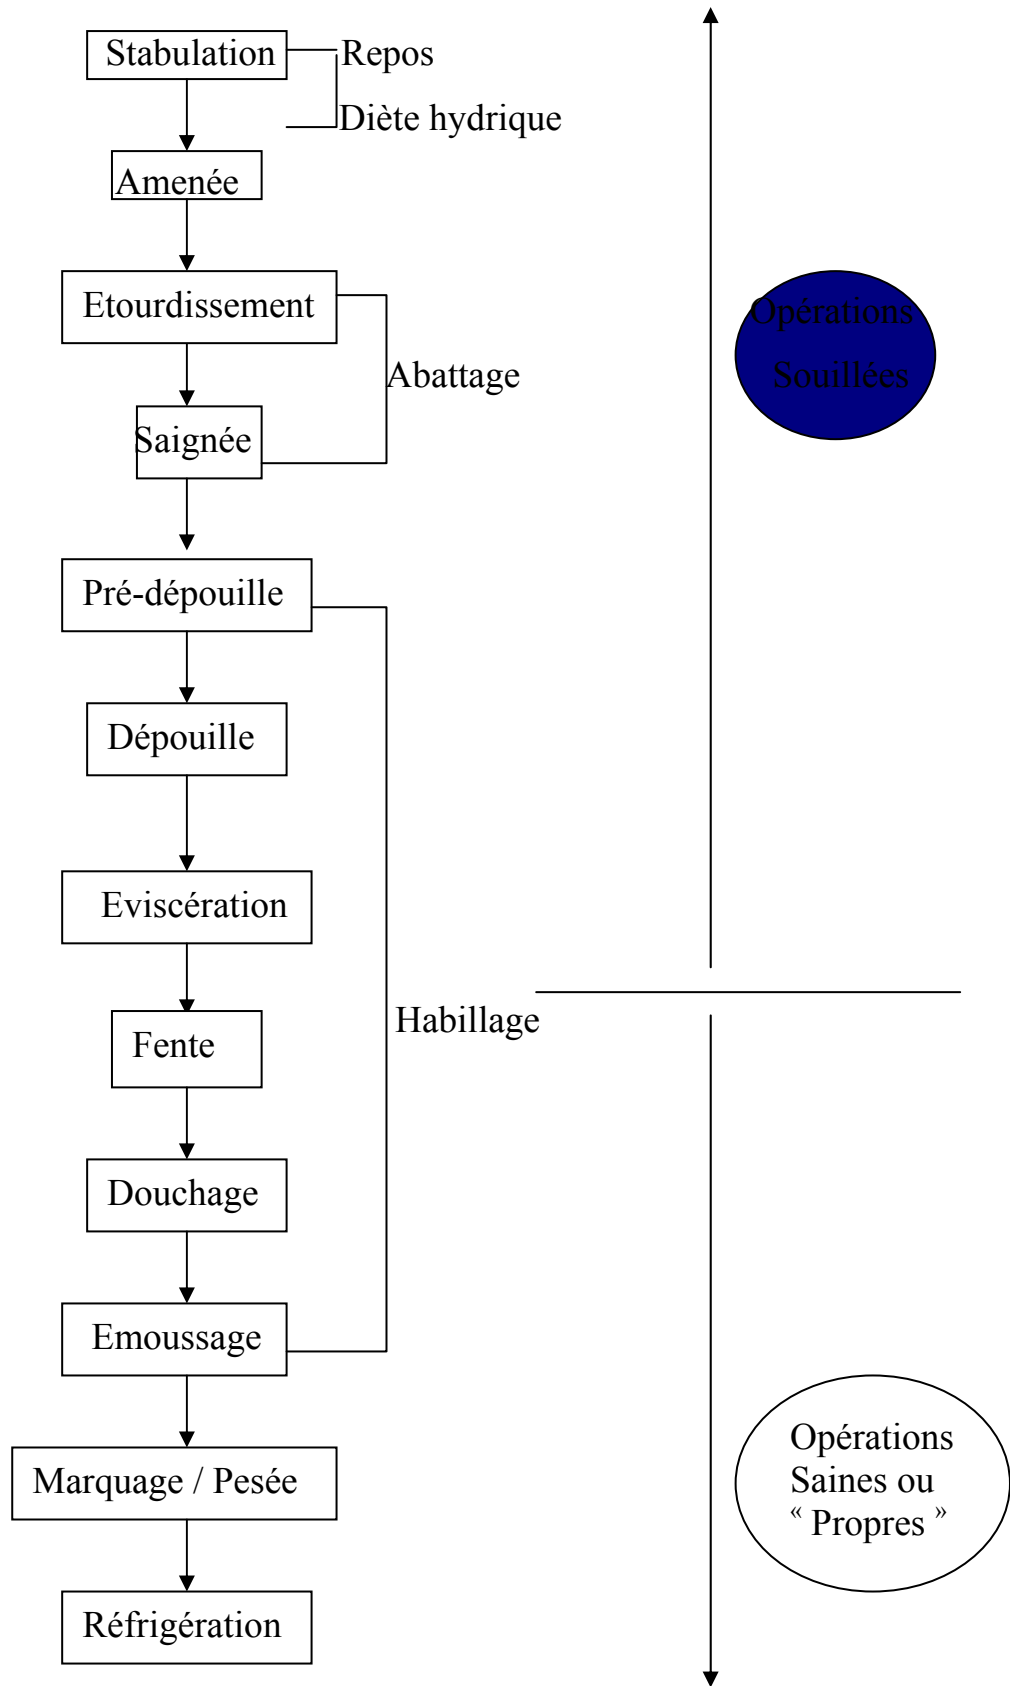 Stabulation
Repos
Diète hydrique
Amenée
Etourdissement
Opérations
Souillées
Abattage
Saignée
Pré-dépouille
Dépouille
Eviscération
Habillage
Fente
Douchage
Emoussage
Opérations
Saines ou
« Propres »
Marquage / Pesée
Réfrigération